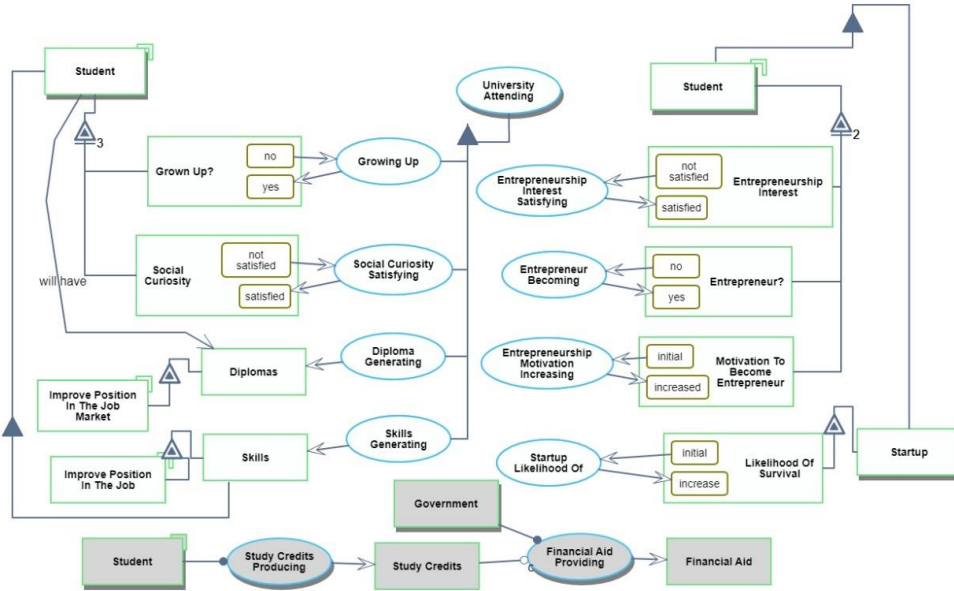 Student
3
Grown Up?
no
yes
Growing Up
University
Attending
Social
Curiosity
not
satisfied
satisfied
Social Curiosity
Satisfying
will have
Diplomas
Diploma
Generating
Improve Position
In The Job
Market
Skills
Skills
Generating
Improve Position
In The Job
Student
2
Entrepreneurship
Interest
Satisfying
not
satisfied
satisfied
Entrepreneurship
Interest
Entrepreneur
Becoming
no
yes
Entrepreneur?
Entrepreneurship
Motivation
Increasing
initial
increased
Motivation To
Become
Entrepreneur
Startup
Likelihood Of
initial
increase
Likelihood Of
Survival
Startup
Government
Student
Study Credits
Producing
Study Credits
c
Financial Aid
Providing
Financial Aid